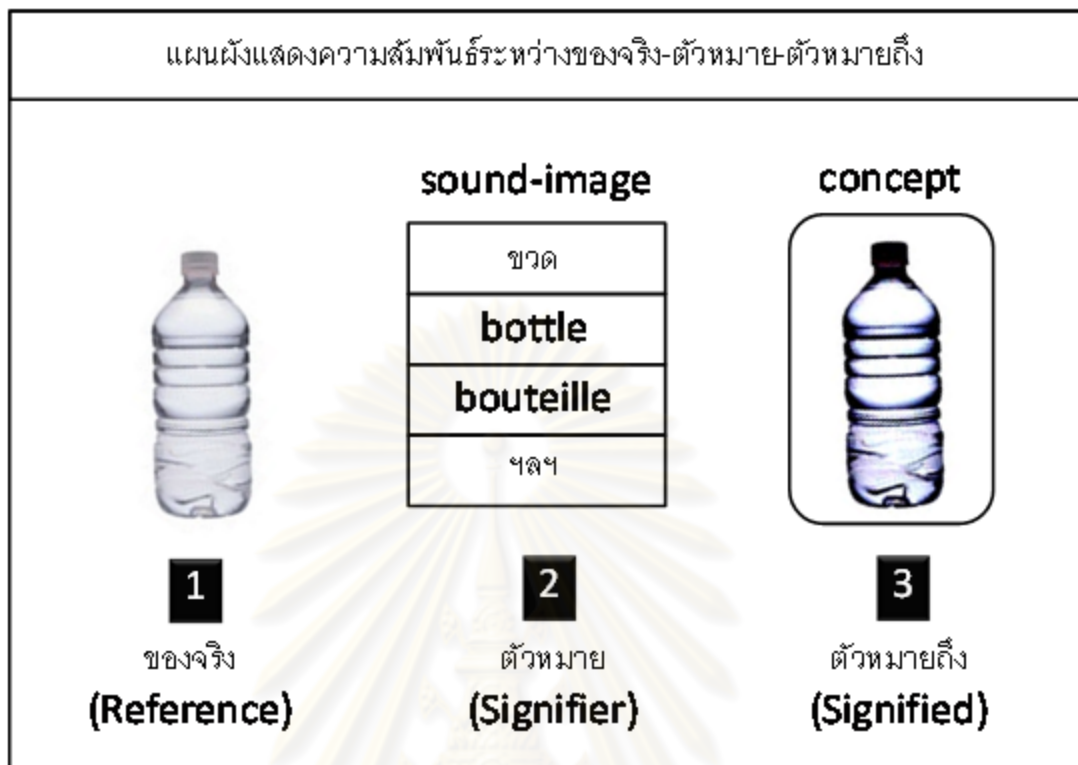 แผนผังแสดงความสัมพันธ์ระหว่างของจริง-ตัวหมาย-ตัวหมายถึง
sound-image
concept
ขวด
bottle
bouteille
ฯลฯ
1
2
3
ของจริง
ตัวหมาย
ตัวหมายถึง
(Reference)
(Signifier)
(Signified)